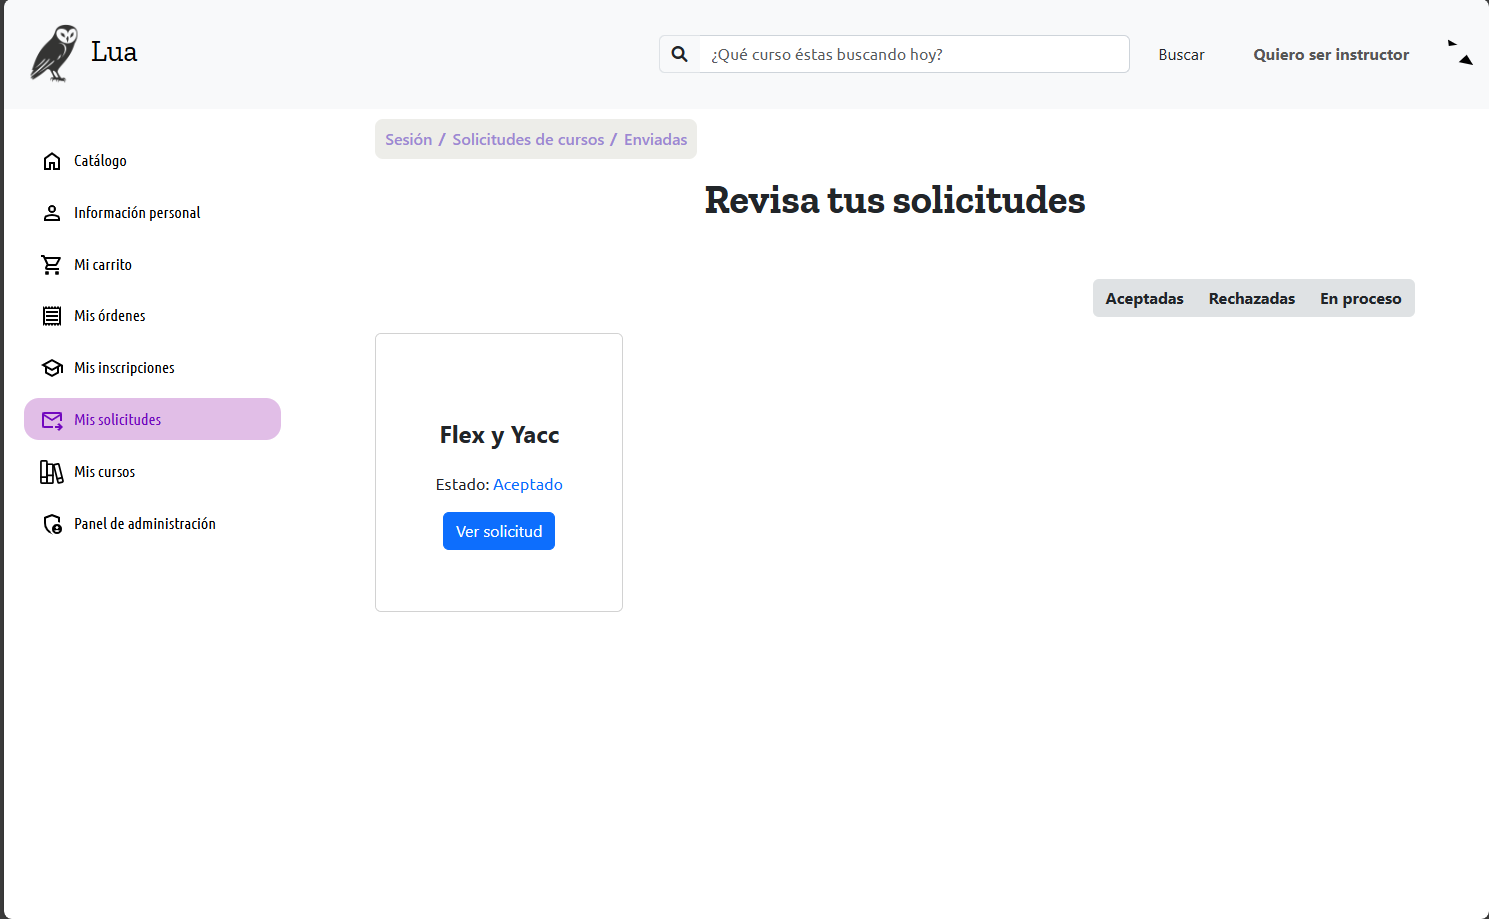 Lua
¿Qué curso éstas buscando hoy?
Buscar
Quiero ser instructor
Sesión / Solicitudes de cursos / Enviadas
Catálogo
Información personal
Mi carrito
Mis órdenes
Mis inscripciones
Mis solicitudes
Mis cursos
Panel de administración
Revisa tus solicitudes
Aceptadas Rechazadas En proceso
Flex y Yacc
Estado: Aceptado
Ver solicitud